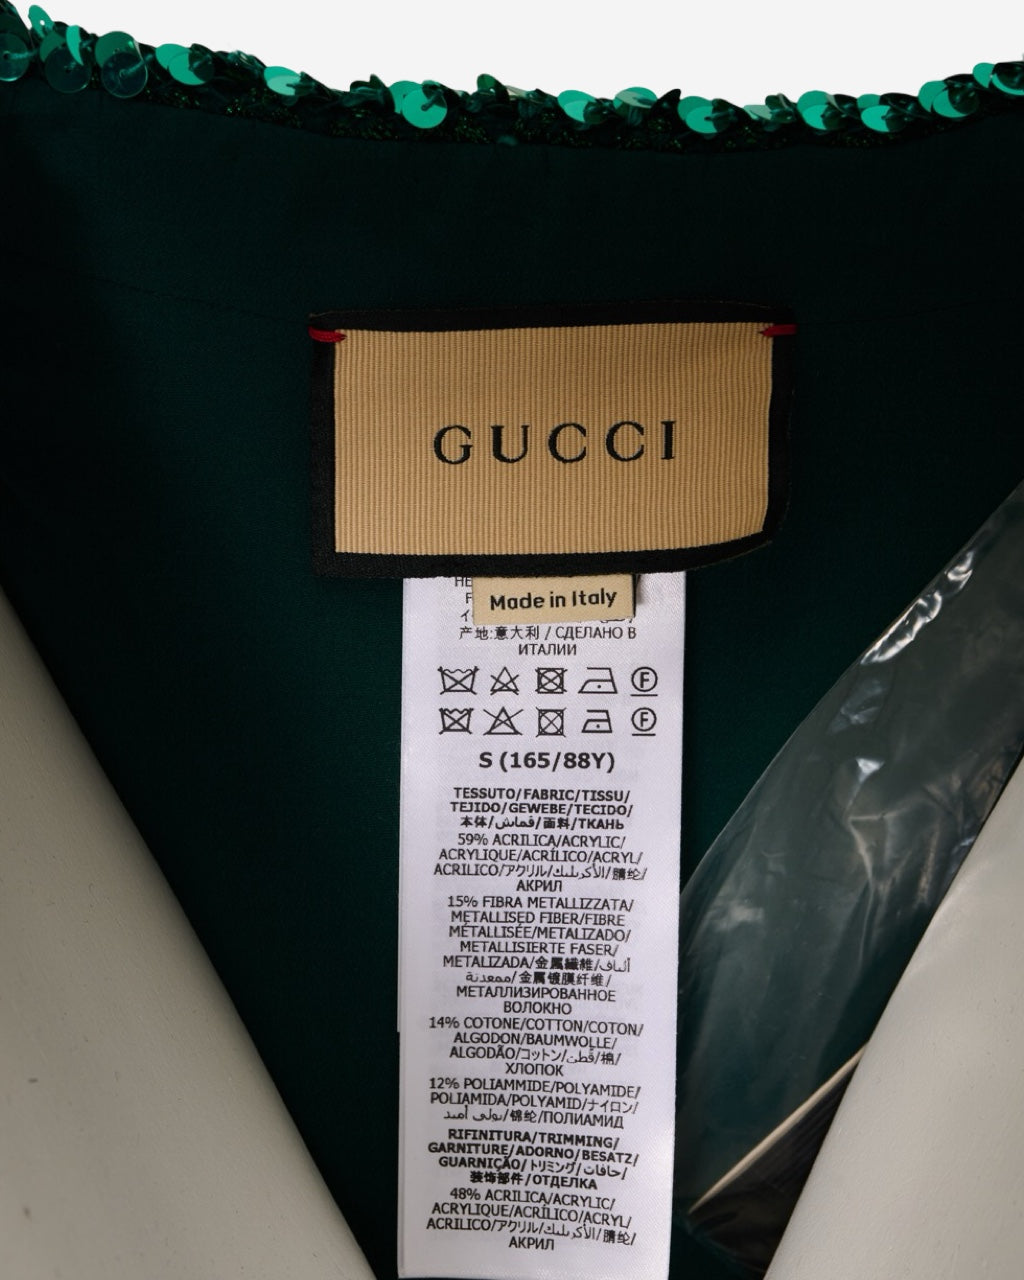 GUCCI
Made in Italy
产地:意大利 / СДЕЛАНО В
ИТАЛИИ
F
F
S (165/88Y)
TESSUTO/FABRIC/TISSU/
TEJIDO/GEWEBE/TECIDO/
本体/قماش/面料/ТКАНЬ
59% ACRILICA/ACRYLIC/
ACRYLIQUE/ACRÍLICO/ACRYL/
ACRILICO/アクリル/الأكريليك/腈纶/
АКРИЛ
15% FIBRA METALLIZZATA/
METALLISED FIBER/FIBRE
MÉTALLISÉE/METALIZADO/
METALLISIERTE FASER/
METALIZADA/金属繊維/ألياف
ممعدنة/金属镀膜纤维/
МЕТАЛЛИЗИРОВАННОЕ
ВОЛОКНО
14% COTONE/COTTON/COTON/
ALGODON/BAUMWOLLE/
ALGODÃO/コットン/قطن/棉/
ХЛОПОК
12% POLIAMMIDE/POLYAMIDE/
POLIAMIDA/POLYAMID/ナイロン/
بولي أميد/锦纶/ПОЛИАМИД
RIFINITURA/TRIMMING/
GARNITURE/ADORNO/BESATZ/
GUARNIÇÃO/トリミング/حافات/
装饰部件/ОТДЕЛКА
48% ACRILICA/ACRYLIC/
ACRYLIQUE/ACRÍLICO/ACRYL/
ACRILICO/アクリル/الأكريليك/腈纶/
АКРИЛ